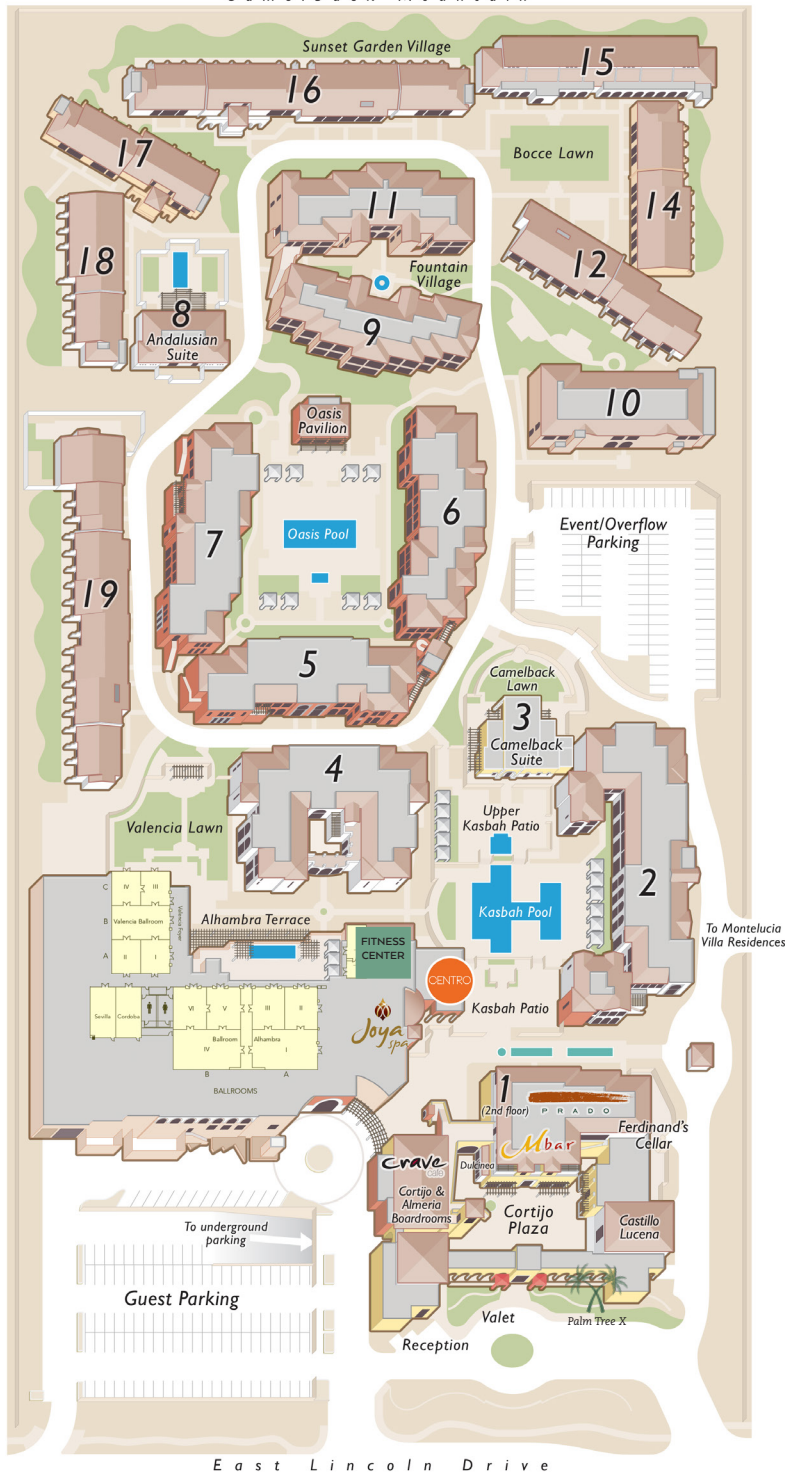 Sunset Garden Village
15
16
17
Bocce Lawn
11
14
18
12
Fountain
Village
8
Andalusian
Suite
9
10
Oasis
Pavilion
6
Event/Overflow
Parking
7
Oasis Pool
19
5
Camelback
Lawn
3
Camelback
Suite
4
Upper
Kasbah Patio
Valencia Lawn
2
C
IV
III
B
Valencia Ballroom
Valencia Foyer
A
II
I
Alhambra Terrace
Kasbah Pool
To Montelucia
Villa Residences
FITNESS
CENTER
CENTRO
Kasbah Patio
Sevilla
Cordoba
VI
V
III
II
Ballroom
Alhambra
IV
I
B
A
Joya
spa
BALLROOMS
1
(2nd floor)
PRADO
Mbar
Ferdinand's
Cellar
crave
café
Dulcinea
Cortijo &
Almeria
Boardrooms
Cortijo
Plaza
Castillo
Lucena
To underground
parking
Guest Parking
Valet
Palm Tree X
Reception
East Lincoln Drive